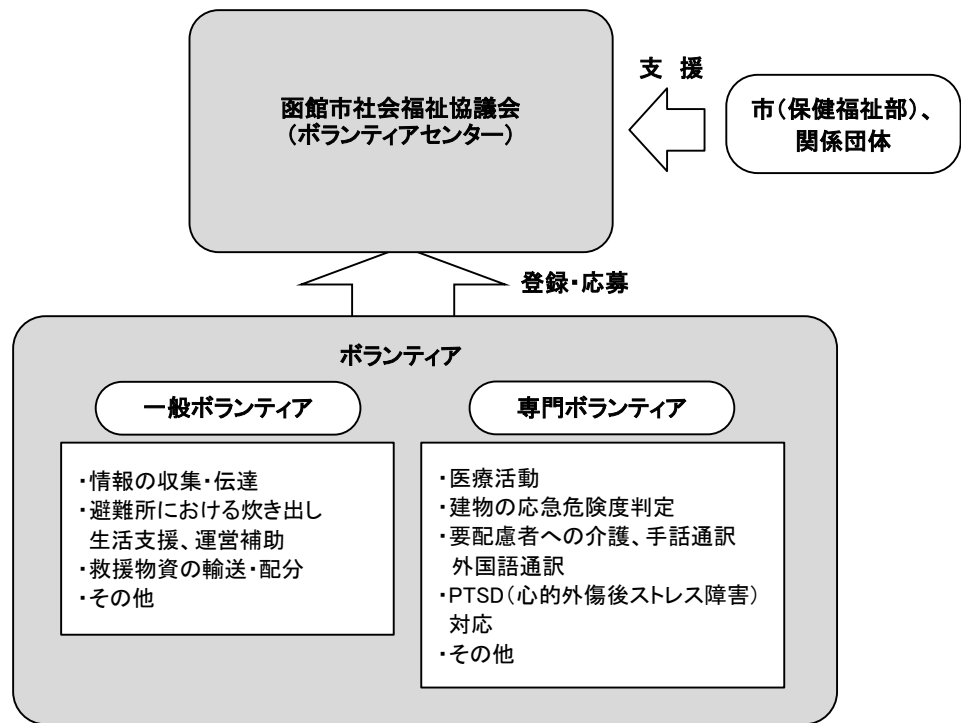 函館市社会福祉協議会
(ボランティアセンター)
支 援
市(保健福祉部)、
関係団体
登録・応募
ボランティア
一般ボランティア
・情報の収集・伝達
・避難所における炊き出し
生活支援、運営補助
・救援物資の輸送・配分
・その他
専門ボランティア
・医療活動
・建物の応急危険度判定
・要配慮者への介護、手話通訳
外国語通訳
・PTSD(心的外傷後ストレス障害)
対応
・その他